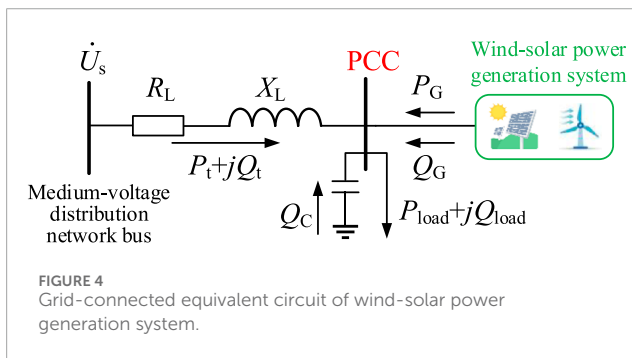 U̇s
RL
XL
PCC
PG
Wind-solar power
generation system
Pt+jQt
QG
Medium-voltage
distribution
network bus
QC
Pload+jQload
FIGURE 4
Grid-connected equivalent circuit of wind-solar power
generation system.